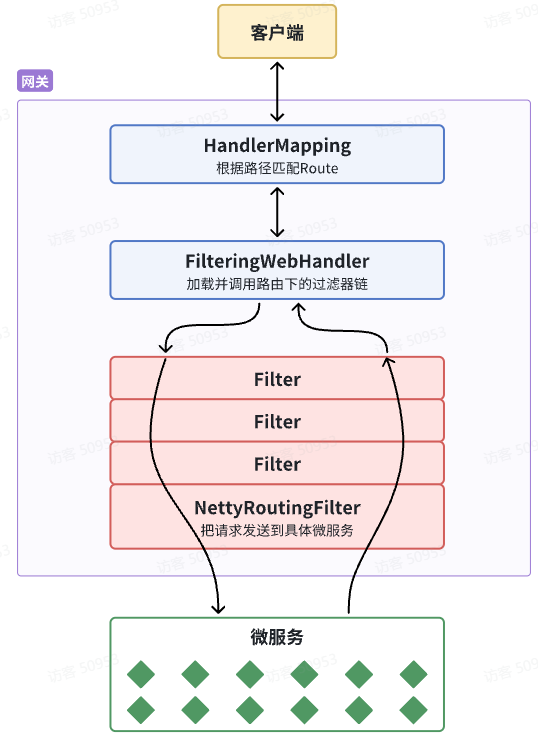 客户端
网关
HandlerMapping
根据路径匹配Route
FilteringWebHandler
加载并调用路由下的过滤器链
Filter
Filter
Filter
NettyRoutingFilter
把请求发送到具体微服务
微服务
访客 50953